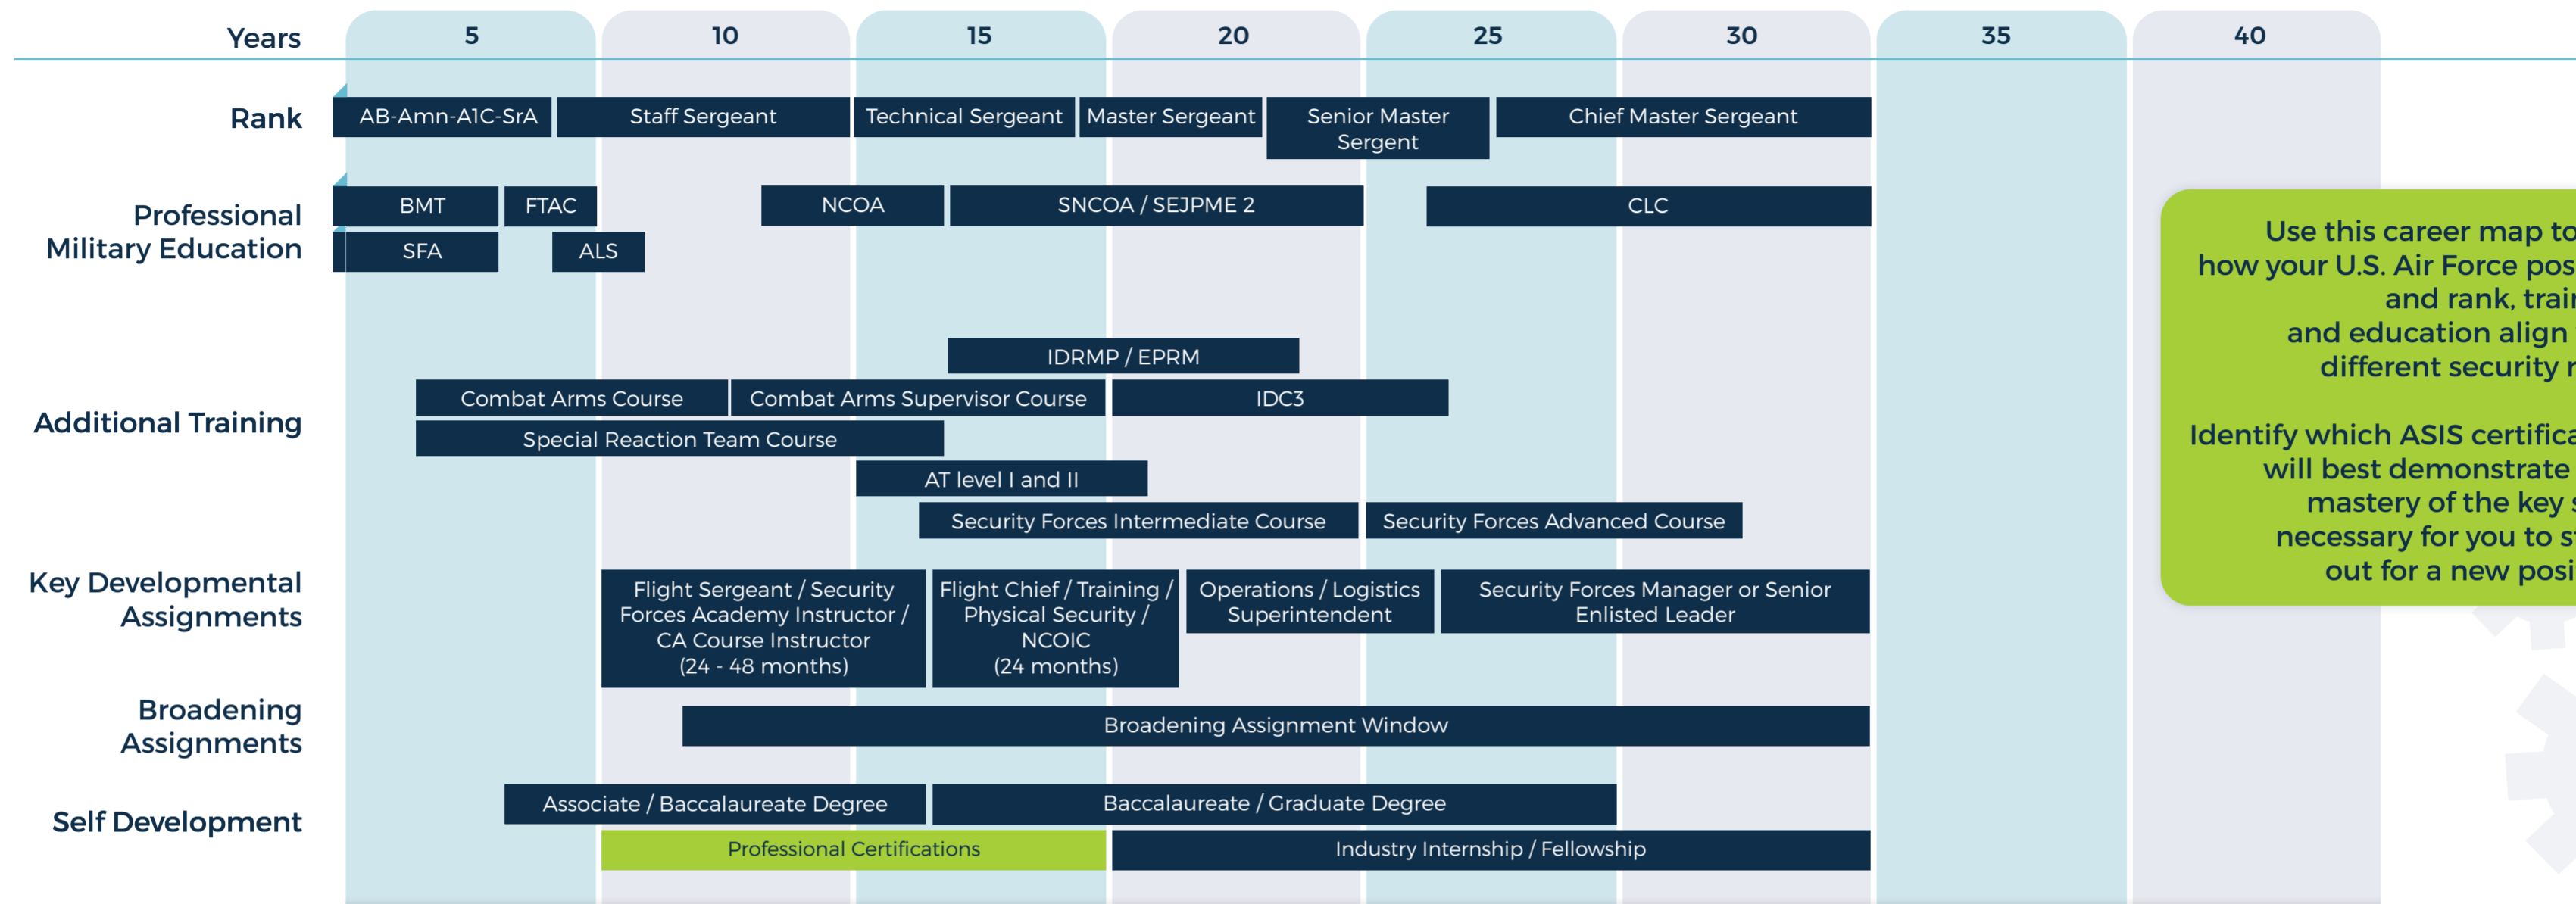 Years 5 10 15 20 25 30 35 40
Rank
AB-Amn-A1C-SrA
Staff Sergeant
Technical Sergeant
Master Sergeant
Senior Master
Sergent
Chief Master Sergeant
Professional
Military Education
BMT
FTAC
NCOA
SNCOA / SEJPME 2
CLC
SFA
ALS
Additional Training
IDRMP / EPRM
Combat Arms Course
Combat Arms Supervisor Course
IDC3
Special Reaction Team Course
AT level I and II
Security Forces Intermediate Course
Security Forces Advanced Course
Key Developmental
Assignments
Flight Sergeant / Security
Forces Academy Instructor /
CA Course Instructor
(24 - 48 months)
Flight Chief / Training /
Physical Security /
NCOIC
(24 months)
Operations / Logistics
Superintendent
Security Forces Manager or Senior
Enlisted Leader
Broadening
Assignments
Broadening Assignment Window
Self Development
Associate / Baccalaureate Degree
Baccalaureate / Graduate Degree
Professional Certifications
Industry Internship / Fellowship
Use this career map to
how your U.S. Air Force
and rank,
and education align
different security
Identify which ASIS
will best demonstrate
mastery of the key
necessary for you to
out for a new